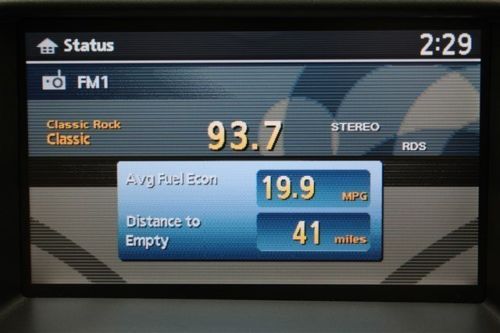 Status
2:29
FM1
Classic Rock
Classic
93.7
STEREO
RDS
Avg Fuel Econ
19.9 MPG
Distance to
Empty
41 miles